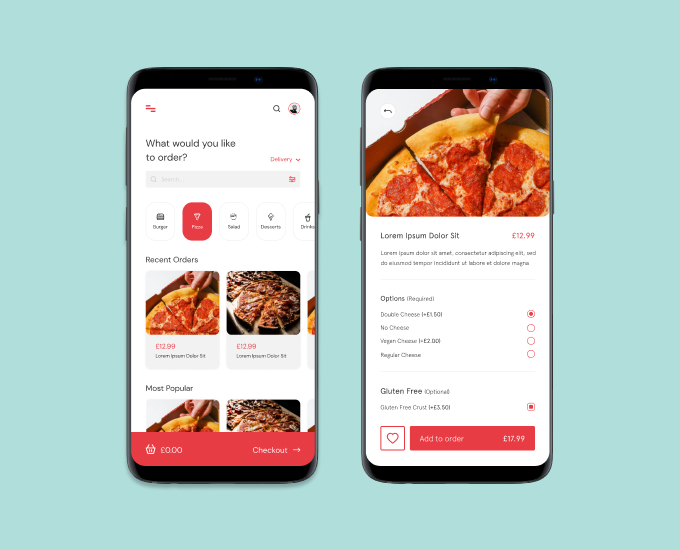 What would you like
to order?
Delivery
Search
Burger
Pizza
Salad
Desserts
Drinks
Recent Orders
£12.99
Lorem Ipsum Dolor Sit
£12.99
Lorem Ipsum Dolor Sit
Most Popular
£0.00
Checkout
Lorem Ipsum Dolor Sit
£12.99
Lorem ipsum dolor sit amet, consectetur adipiscing elit, sed
do eiusmod tempor incididunt ut labore et dolore magna
Options (Required)
Double Cheese (+£1.50)
No Cheese
Vegan Cheese (+£2.00)
Regular Cheese
Gluten Free (Optional)
Gluten Free Crust (+£3.50)
Add to order
£17.99